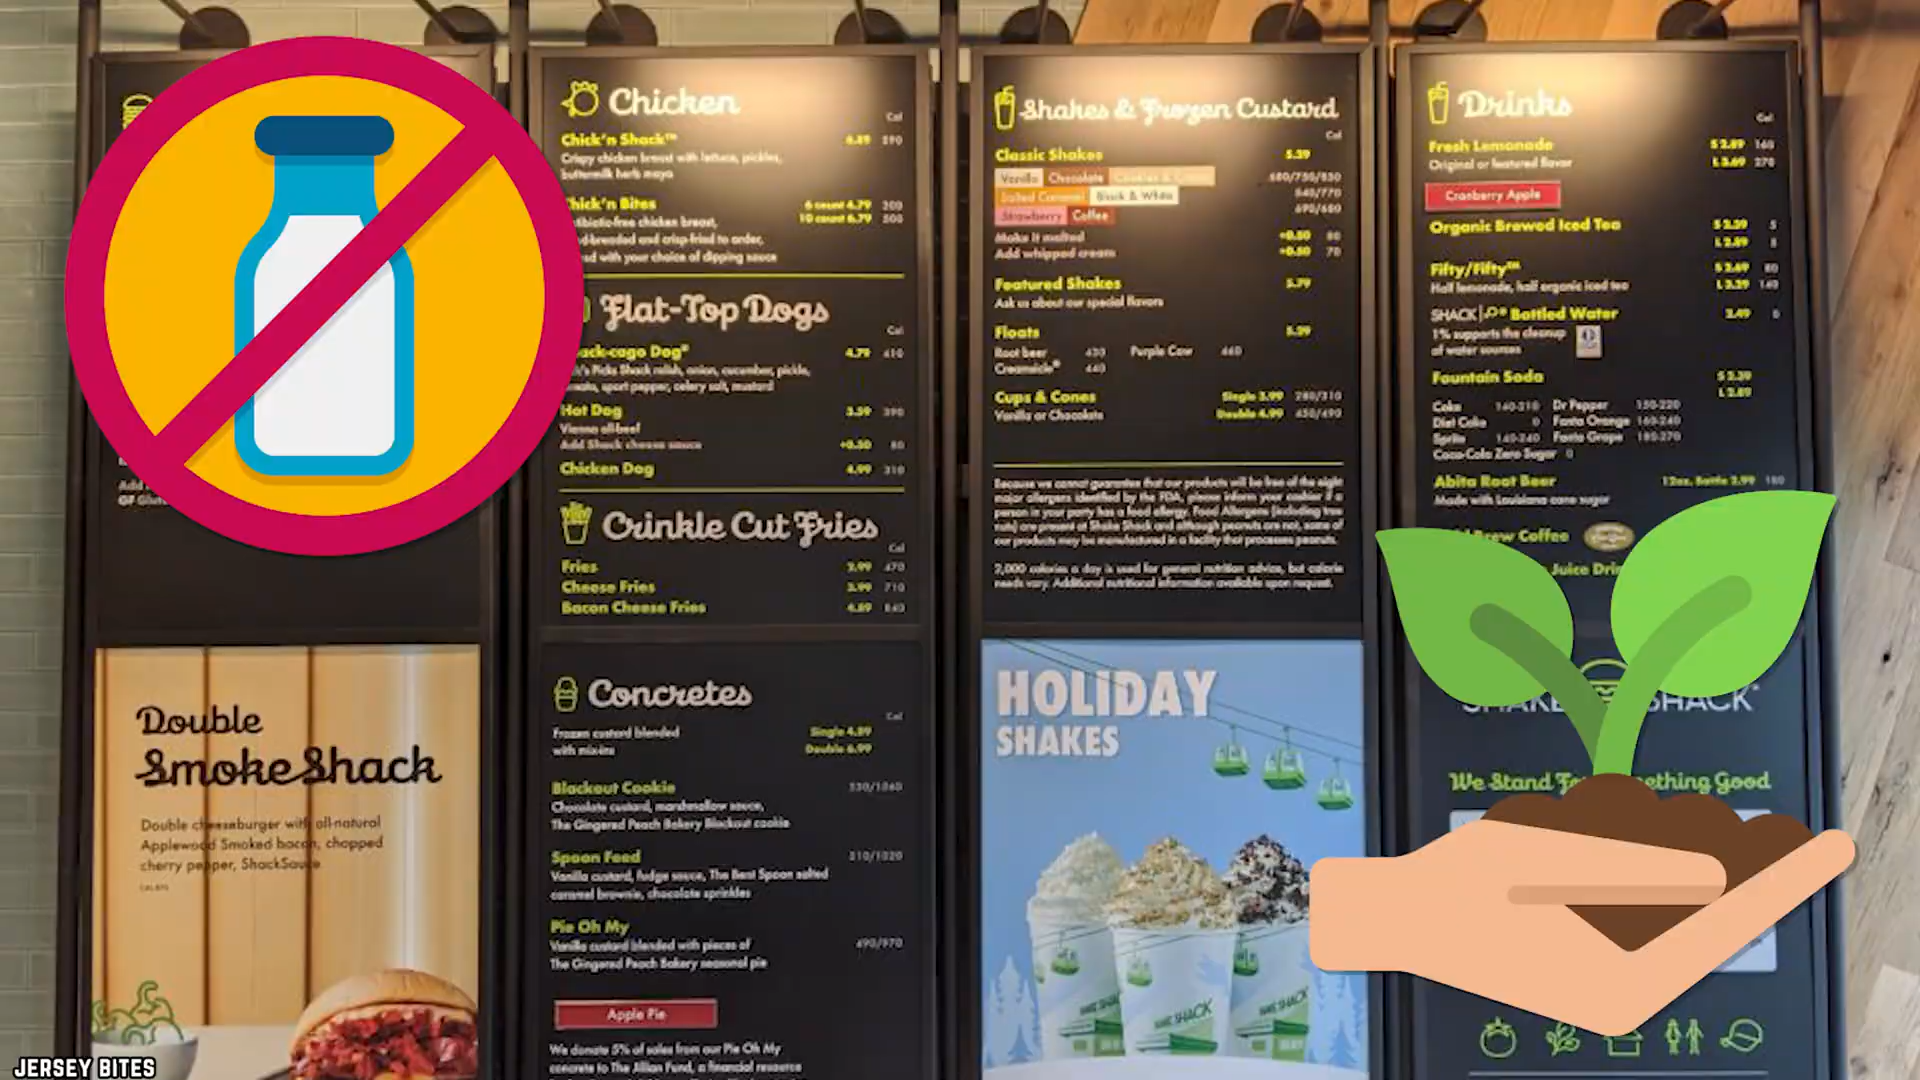 Add
GF Glut
Double
SmokeShack
Double cheeseburger with all-natural
Applewood Smoked bacon, chopped
cherry pepper, ShackSauce
JERSEY BITES
Chicken
Cal
Chick'n Shack™ 6.89 590
Crispy chicken breast with lettuce, pickles,
buttermilk herb mayo
hick'n Bites 6 count 4.79 300
tibiotic-free chicken breast, 10 count 6.79 500
d-breaded and crisp-fried to order,
ed with your choice of dipping sauce
Flat-Top Dogs
Cal
ack-cago Dog® 4.79 410
's Picks Shack relish, onion, cucumber, pickle,
mato, sport pepper, celery salt, mustard
Hot Dog 3.59 390
Vienna all-beef
Add Shack cheese sauce +0.50 80
Chicken Dog 4.99 310
Crinkle Cut Fries
Cal
Fries 2.99 470
Cheese Fries 3.99 710
Bacon Cheese Fries 4.89 840
Concretes
Cal
Frozen custard blended Single 4.89
with mix-ins Double 6.99
Blackout Cookie 530/1060
Chocolate custard, marshmallow sauce,
The Gingered Peach Bakery Blackout cookie
Spoon Feed 510/1020
Vanilla custard, fudge sauce, The Best Spoon salted
caramel brownie, chocolate sprinkles
Pie Oh My 490/970
Vanilla custard blended with pieces of
The Gingered Peach Bakery seasonal pie
Apple Pie
We donate 5% of sales from our Pie Oh My
concrete to The Jillian Fund, a financial resource
Shakes & Frozen Custard
Cal
Classic Shakes 5.29
Vanilla Chocolate Cookies & Cream 680/750/850
Salted Caramel Black & White 840/770
Strawberry Coffee 690/680
Make it malted +0.50 80
Add whipped cream +0.50 70
Featured Shakes 5.79
Ask us about our special flavors
Floats 5.29
Root beer 430 Purple Cow 460
Creamsicle® 440
Cups & Cones Single 3.99 280/310
Vanilla or Chocolate Double 4.99 450/490
Because we cannot guarantee that our products will be free of the eight
major allergens identified by the FDA, please inform your cashier if a
person in your party has a food allergy. Food Allergens (including tree
nuts) are present at Shake Shack and although peanuts are not, some of
our products may be manufactured in a facility that processes peanuts.
2,000 calories a day is used for general nutrition advice, but calorie
needs vary. Additional nutritional information available upon request.
HOLIDAY
SHAKES
SHAKE SHACK
SHAKE SHACK
Drinks
Cal
Fresh Lemonade S 2.89 160
Original or featured flavor L 3.69 270
Cranberry Apple
Organic Brewed Iced Tea S 2.59 5
L 2.89 5
Fifty/Fifty™ S 2.69 80
Half lemonade, half organic iced tea L 3.29 140
SHACK Bottled Water 2.49 0
1% supports the cleanup
of water sources
Fountain Soda S 2.39
L 2.89
Coke 140-210 Dr Pepper 150-220
Diet Coke 0 Fanta Orange 160-240
Sprite 140-240 Fanta Grape 180-270
Coca-Cola Zero Sugar 0
Abita Root Beer 12oz. Bottle 2.99 180
Made with Louisiana cane sugar
Brew Coffee
Juice Drin
SHAKE SHACK
We Stand Fo ething Good